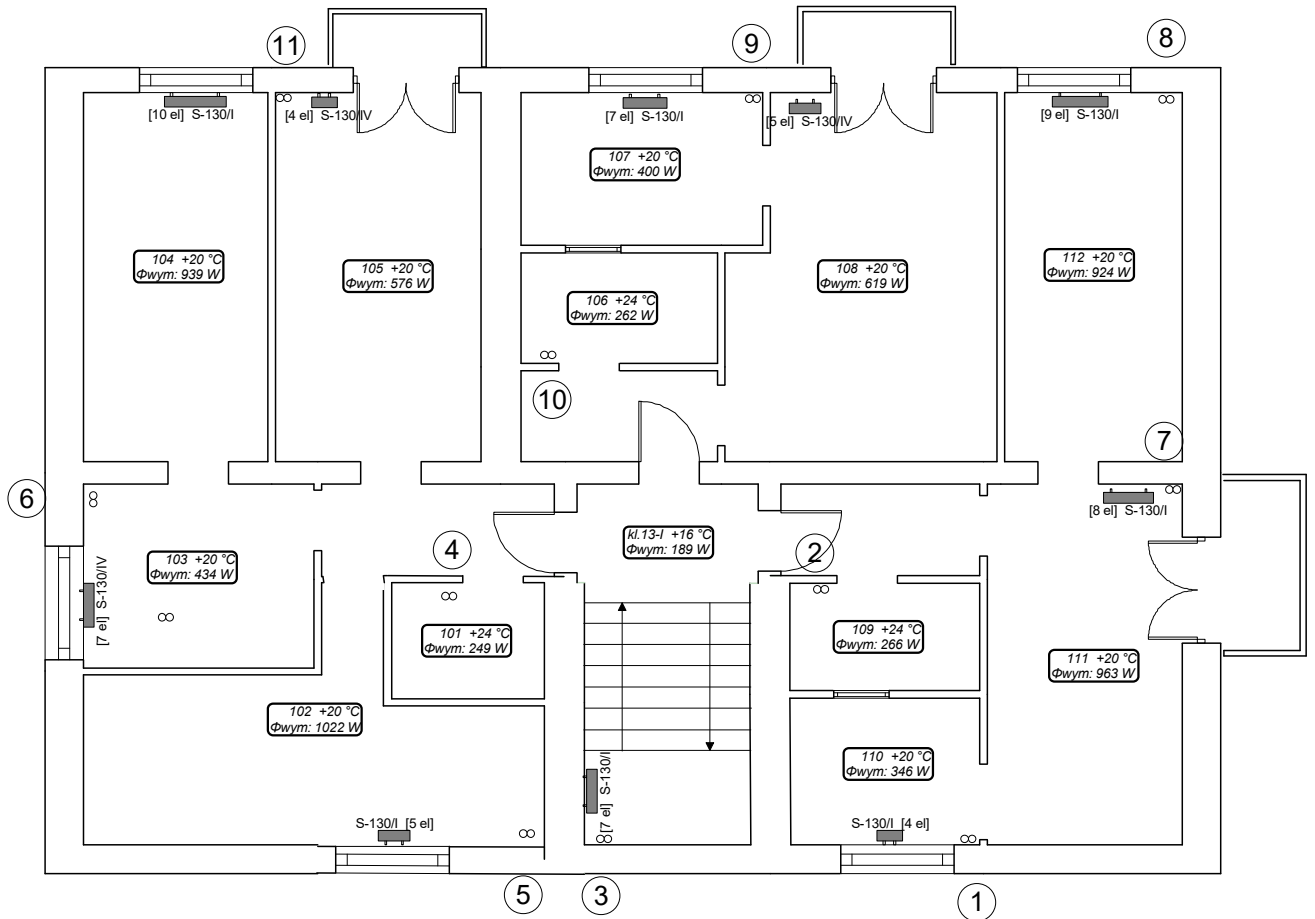 11
9
8
[10 el] S-130/I
[4 el] S-130/IV
[7 el] S-130/I
[5 el] S-130/IV
[9 el] S-130/I
107 +20 °C
Φwym: 400 W
104 +20 °C
Φwym: 939 W
105 +20 °C
Φwym: 576 W
108 +20 °C
Φwym: 619 W
112 +20 °C
Φwym: 924 W
106 +24 °C
Φwym: 262 W
10
7
6
[8 el] S-130/I
kl.13-I +16 °C
Φwym: 189 W
4
2
103 +20 °C
Φwym: 434 W
[7 el] S-130/IV
101 +24 °C
Φwym: 249 W
109 +24 °C
Φwym: 266 W
111 +20 °C
Φwym: 963 W
102 +20 °C
Φwym: 1022 W
110 +20 °C
Φwym: 346 W
[7 el] S-130/I
S-130/I [5 el]
S-130/I [4 el]
5
3
1